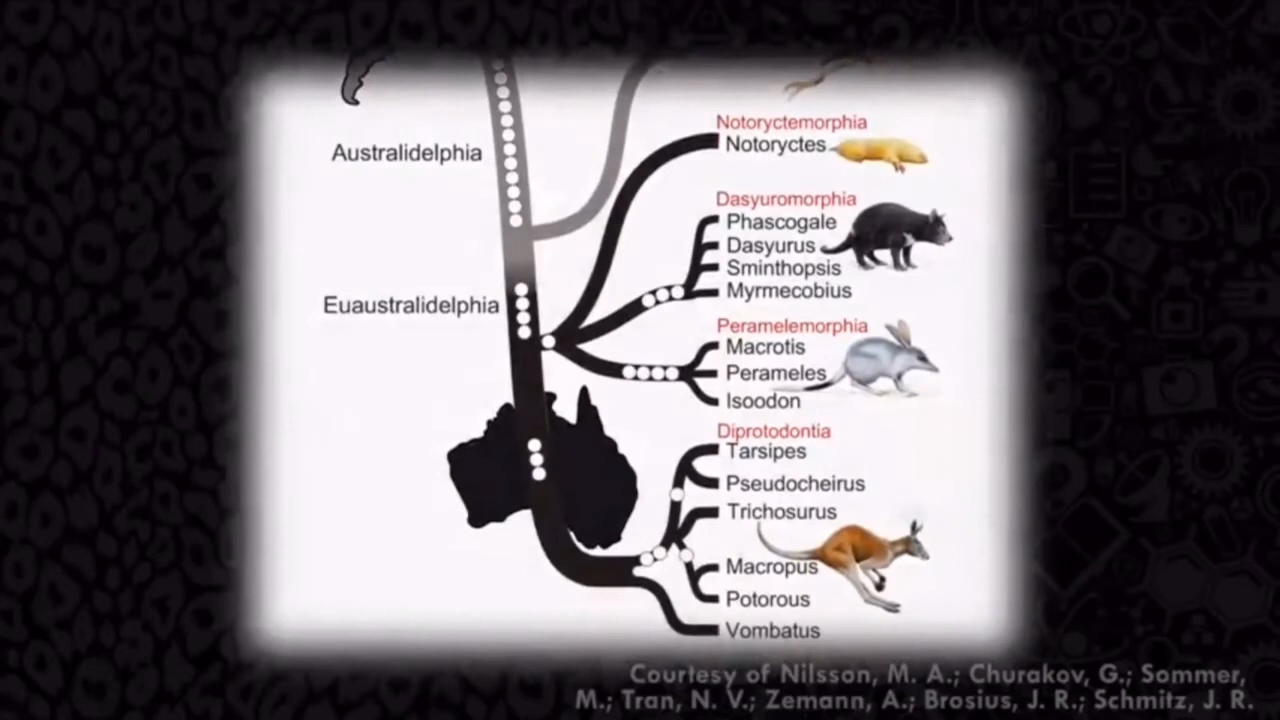 Australidelphia
Notoryctemorphia
Notoryctes
Dasyuromorphia
Phascogale
Dasyurus
Sminthopsis
Myrmecobius
Euaustralidelphia
Peramelemorphia
Macrotis
Perameles
Isoodon
Diprotodontia
Tarsipes
Pseudocheirus
Trichosurus
Macropus
Potorous
Vombatus
Courtesy of Nilsson, M. A.; Churakov, G.; Sommer,
M.; Tran, N. V.; Zemann, A.; Brosius, J. R.; Schmitz, J. R.